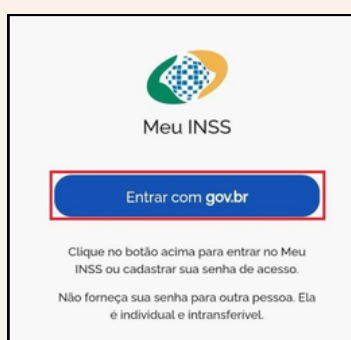 Meu INSS
Entrar com gov.br
Clique no botão acima para entrar no Meu
INSS ou cadastrar sua senha de acesso.
Não forneça sua senha para outra pessoa. Ela
é individual e intransferível.